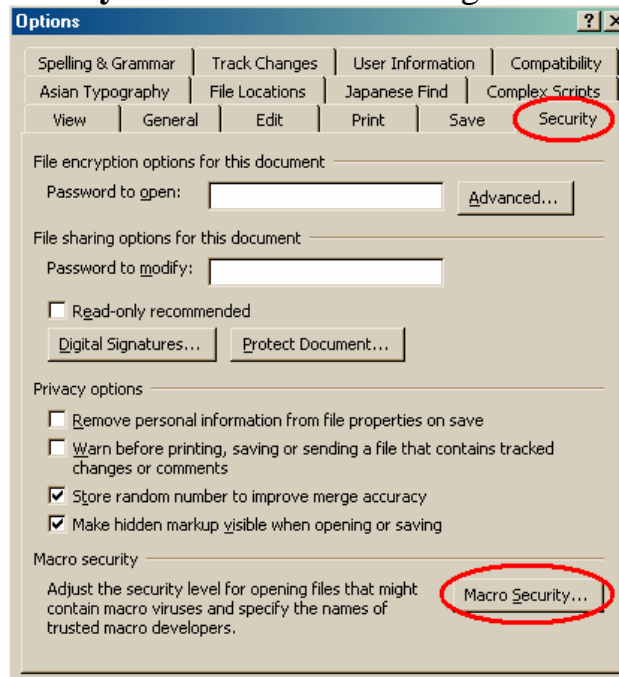 Options
Spelling & Grammar Track Changes User Information Compatibility
Asian Typography File Locations Japanese Find Complex Scripts
View General Edit Print Save Security
File encryption options for this document
Password to open: Advanced...
File sharing options for this document
Password to modify:
Read-only recommended
Digital Signatures... Protect Document...
Privacy options
Remove personal information from file properties on save
Warn before printing, saving or sending a file that contains tracked
changes or comments
Store random number to improve merge accuracy
Make hidden markup visible when opening or saving
Macro security
Adjust the security level for opening files that might
contain macro viruses and specify the names of
trusted macro developers.
Macro Security...